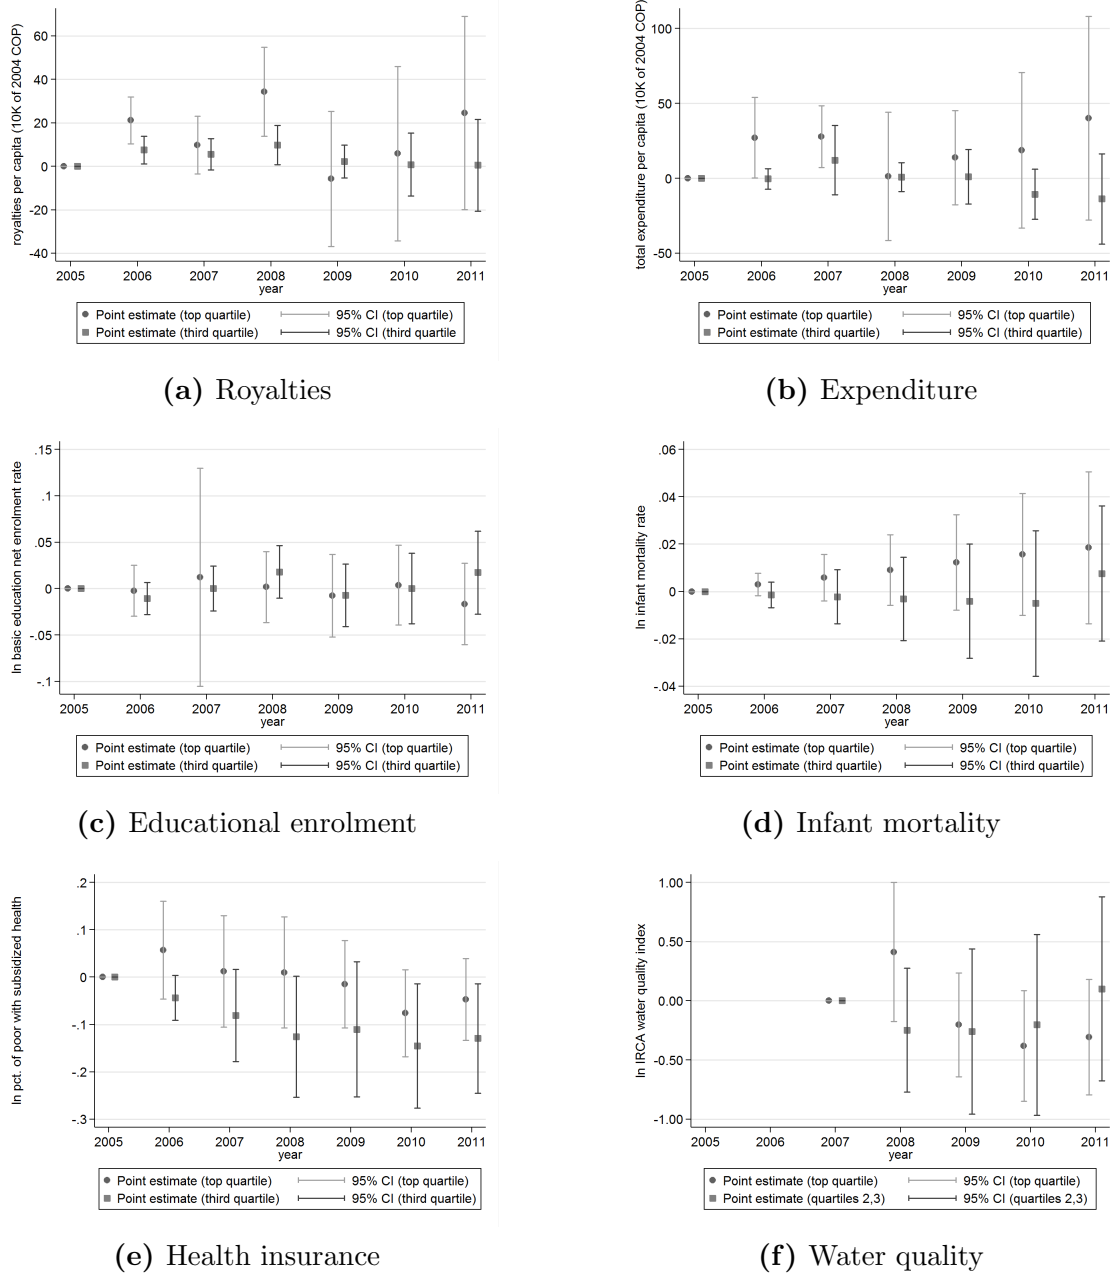 royalties per capita (10K of 2004 COP)
60
40
20
0
-20
-40
2005 2006 2007 2008 2009 2010 2011
year
Point estimate (top quartile) 95% CI (top quartile)
Point estimate (third quartile) 95% CI (third quartile
(a) Royalties
total expenditure per capita (10K of 2004 COP)
100
50
0
-50
2005 2006 2007 2008 2009 2010 2011
year
Point estimate (top quartile) 95% CI (top quartile)
Point estimate (third quartile) 95% CI (third quartile)
(b) Expenditure
ln basic education net enrolment rate
.15
.1
.05
0
-.05
-.1
2005 2006 2007 2008 2009 2010 2011
year
Point estimate (top quartile) 95% CI (top quartile)
Point estimate (third quartile) 95% CI (third quartile)
(c) Educational enrolment
ln infant mortality rate
.06
.04
.02
0
-.02
-.04
2005 2006 2007 2008 2009 2010 2011
year
Point estimate (top quartile) 95% CI (top quartile)
Point estimate (third quartile) 95% CI (third quartile)
(d) Infant mortality
ln pct. of poor with subsidized health
.2
.1
0
-.1
-.2
-.3
2005 2006 2007 2008 2009 2010 2011
year
Point estimate (top quartile) 95% CI (top quartile)
Point estimate (third quartile) 95% CI (third quartile)
(e) Health insurance
ln IRCA water quality index
1.00
0.50
0.00
-0.50
-1.00
2005 2006 2007 2008 2009 2010 2011
year
Point estimate (top quartile) 95% CI (top quartile)
Point estimate (quartiles 2,3) 95% CI (quartiles 2,3)
(f) Water quality